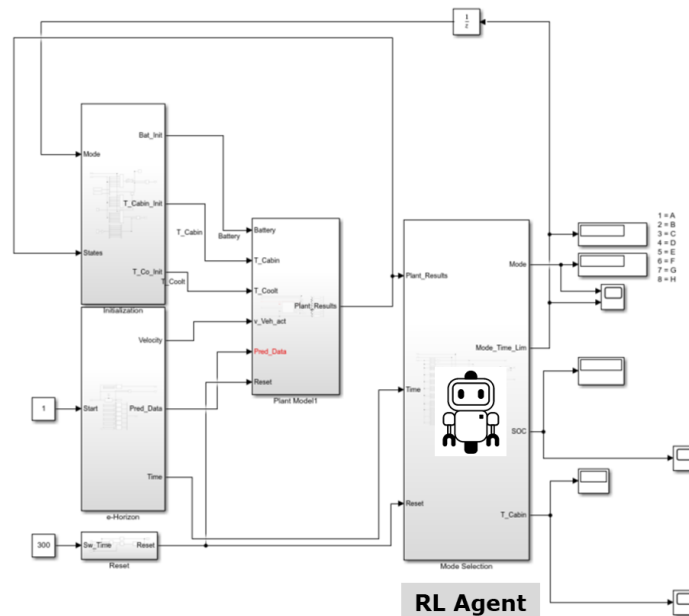 1
z
Bat_Init
Mode
T_Cabin_Init
States
T_Co_Init
Initialization
T_Cabin
Battery
T_Coolt
Battery
T_Cabin
T_Coolt
Plant_Results
v_Veh_act
Pred_Data
Reset
Plant Model1
Velocity
1
Start
Pred_Data
Time
e-Horizon
300
Sw_Time
Reset
Reset
Plant_Results
Mode
Mode_Time_Lim
Time
SOC
Reset
T_Cabin
Mode Selection
1 = A
2 = B
3 = C
4 = D
5 = E
6 = F
7 = G
8 = H
RL Agent